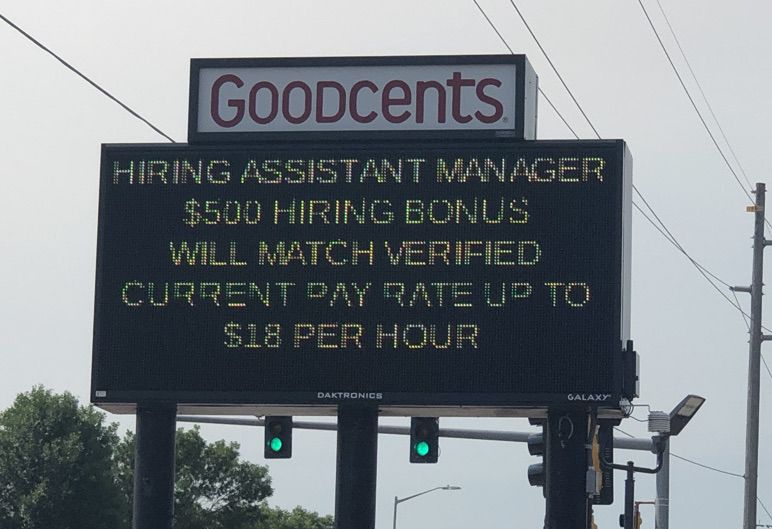 GOODCENTS
HIRING ASSISTANT MANAGER
$500 HIRING BONUS
WILL MATCH VERIFIED
CURRENT PAY RATE UP TO
$18 PER HOUR
DAKTRONICS
GALAXY